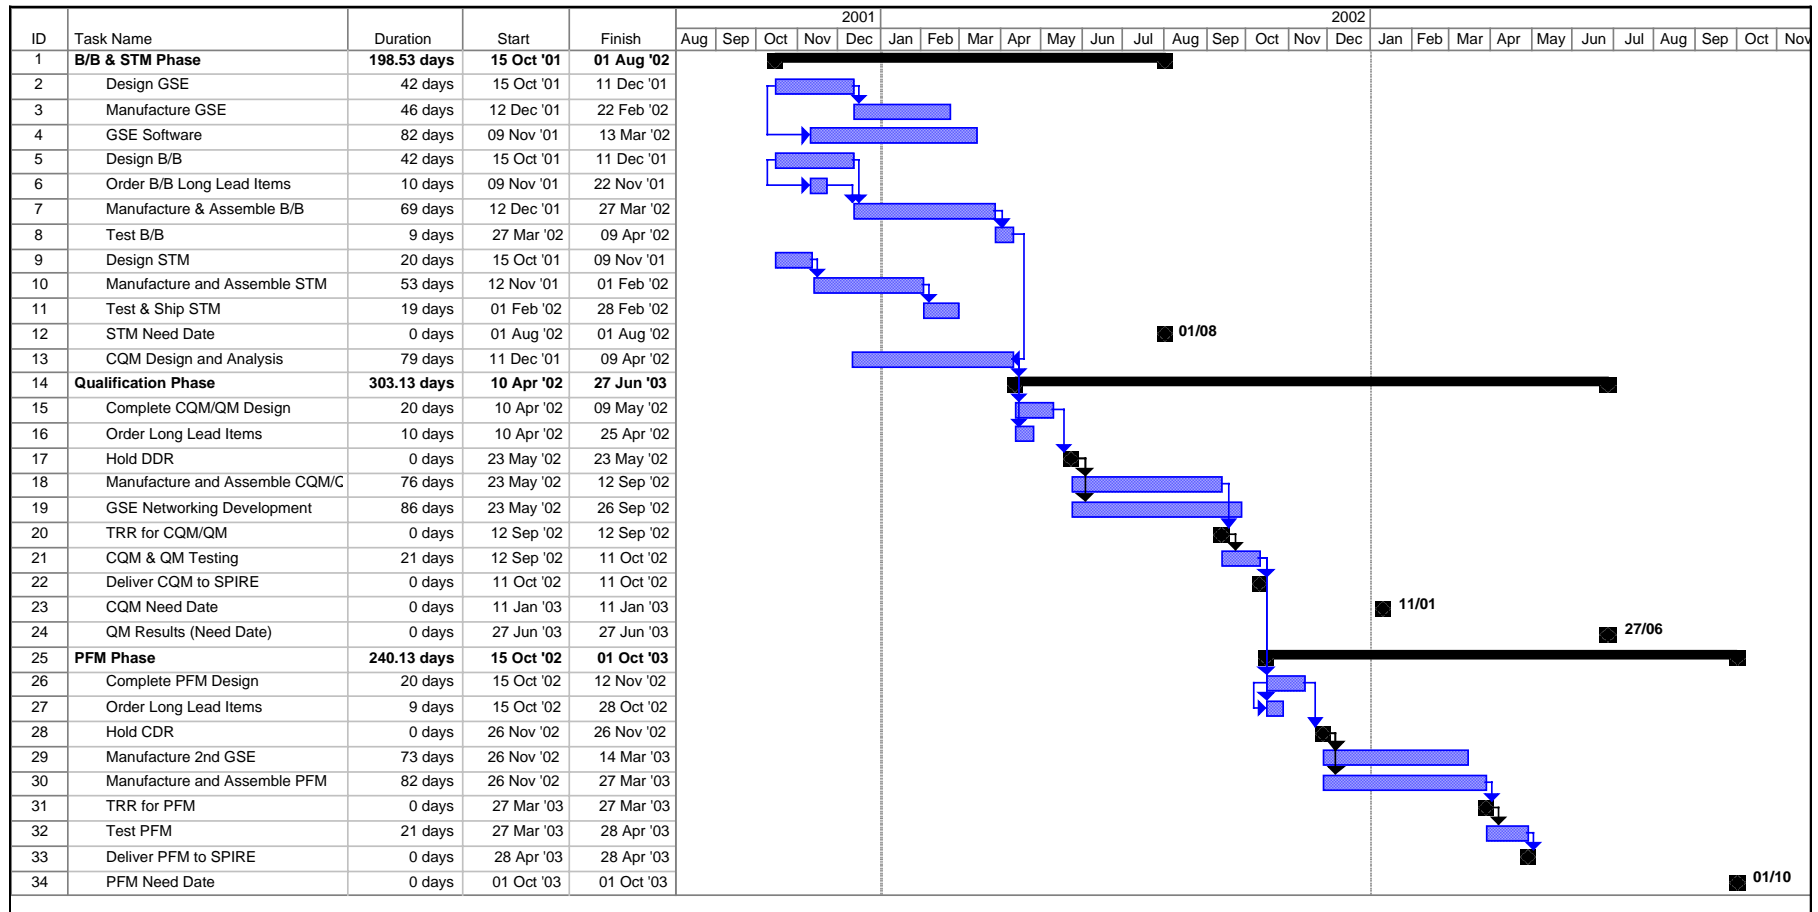 2001 2002
ID Task Name Duration Start Finish Aug Sep Oct Nov Dec Jan Feb Mar Apr May Jun Jul Aug Sep Oct Nov Dec Jan Feb Mar Apr May Jun Jul Aug Sep Oct Nov
1 B/B & STM Phase 198.53 days 15 Oct '01 01 Aug '02
2 Design GSE 42 days 15 Oct '01 11 Dec '01
3 Manufacture GSE 46 days 12 Dec '01 22 Feb '02
4 GSE Software 82 days 09 Nov '01 13 Mar '02
5 Design B/B 42 days 15 Oct '01 11 Dec '01
6 Order B/B Long Lead Items 10 days 09 Nov '01 22 Nov '01
7 Manufacture & Assemble B/B 69 days 12 Dec '01 27 Mar '02
8 Test B/B 9 days 27 Mar '02 09 Apr '02
9 Design STM 20 days 15 Oct '01 09 Nov '01
10 Manufacture and Assemble STM 53 days 12 Nov '01 01 Feb '02
11 Test & Ship STM 19 days 01 Feb '02 28 Feb '02
12 STM Need Date 0 days 01 Aug '02 01 Aug '02 01/08
13 CQM Design and Analysis 79 days 11 Dec '01 09 Apr '02
14 Qualification Phase 303.13 days 10 Apr '02 27 Jun '03
15 Complete CQM/QM Design 20 days 10 Apr '02 09 May '02
16 Order Long Lead Items 10 days 10 Apr '02 25 Apr '02
17 Hold DDR 0 days 23 May '02 23 May '02
18 Manufacture and Assemble CQM/Q 76 days 23 May '02 12 Sep '02
19 GSE Networking Development 86 days 23 May '02 26 Sep '02
20 TRR for CQM/QM 0 days 12 Sep '02 12 Sep '02
21 CQM & QM Testing 21 days 12 Sep '02 11 Oct '02
22 Deliver CQM to SPIRE 0 days 11 Oct '02 11 Oct '02
23 CQM Need Date 0 days 11 Jan '03 11 Jan '03 11/01
24 QM Results (Need Date) 0 days 27 Jun '03 27 Jun '03 27/06
25 PFM Phase 240.13 days 15 Oct '02 01 Oct '03
26 Complete PFM Design 20 days 15 Oct '02 12 Nov '02
27 Order Long Lead Items 9 days 15 Oct '02 28 Oct '02
28 Hold CDR 0 days 26 Nov '02 26 Nov '02
29 Manufacture 2nd GSE 73 days 26 Nov '02 14 Mar '03
30 Manufacture and Assemble PFM 82 days 26 Nov '02 27 Mar '03
31 TRR for PFM 0 days 27 Mar '03 27 Mar '03
32 Test PFM 21 days 27 Mar '03 28 Apr '03
33 Deliver PFM to SPIRE 0 days 28 Apr '03 28 Apr '03
34 PFM Need Date 0 days 01 Oct '03 01 Oct '03 01/10